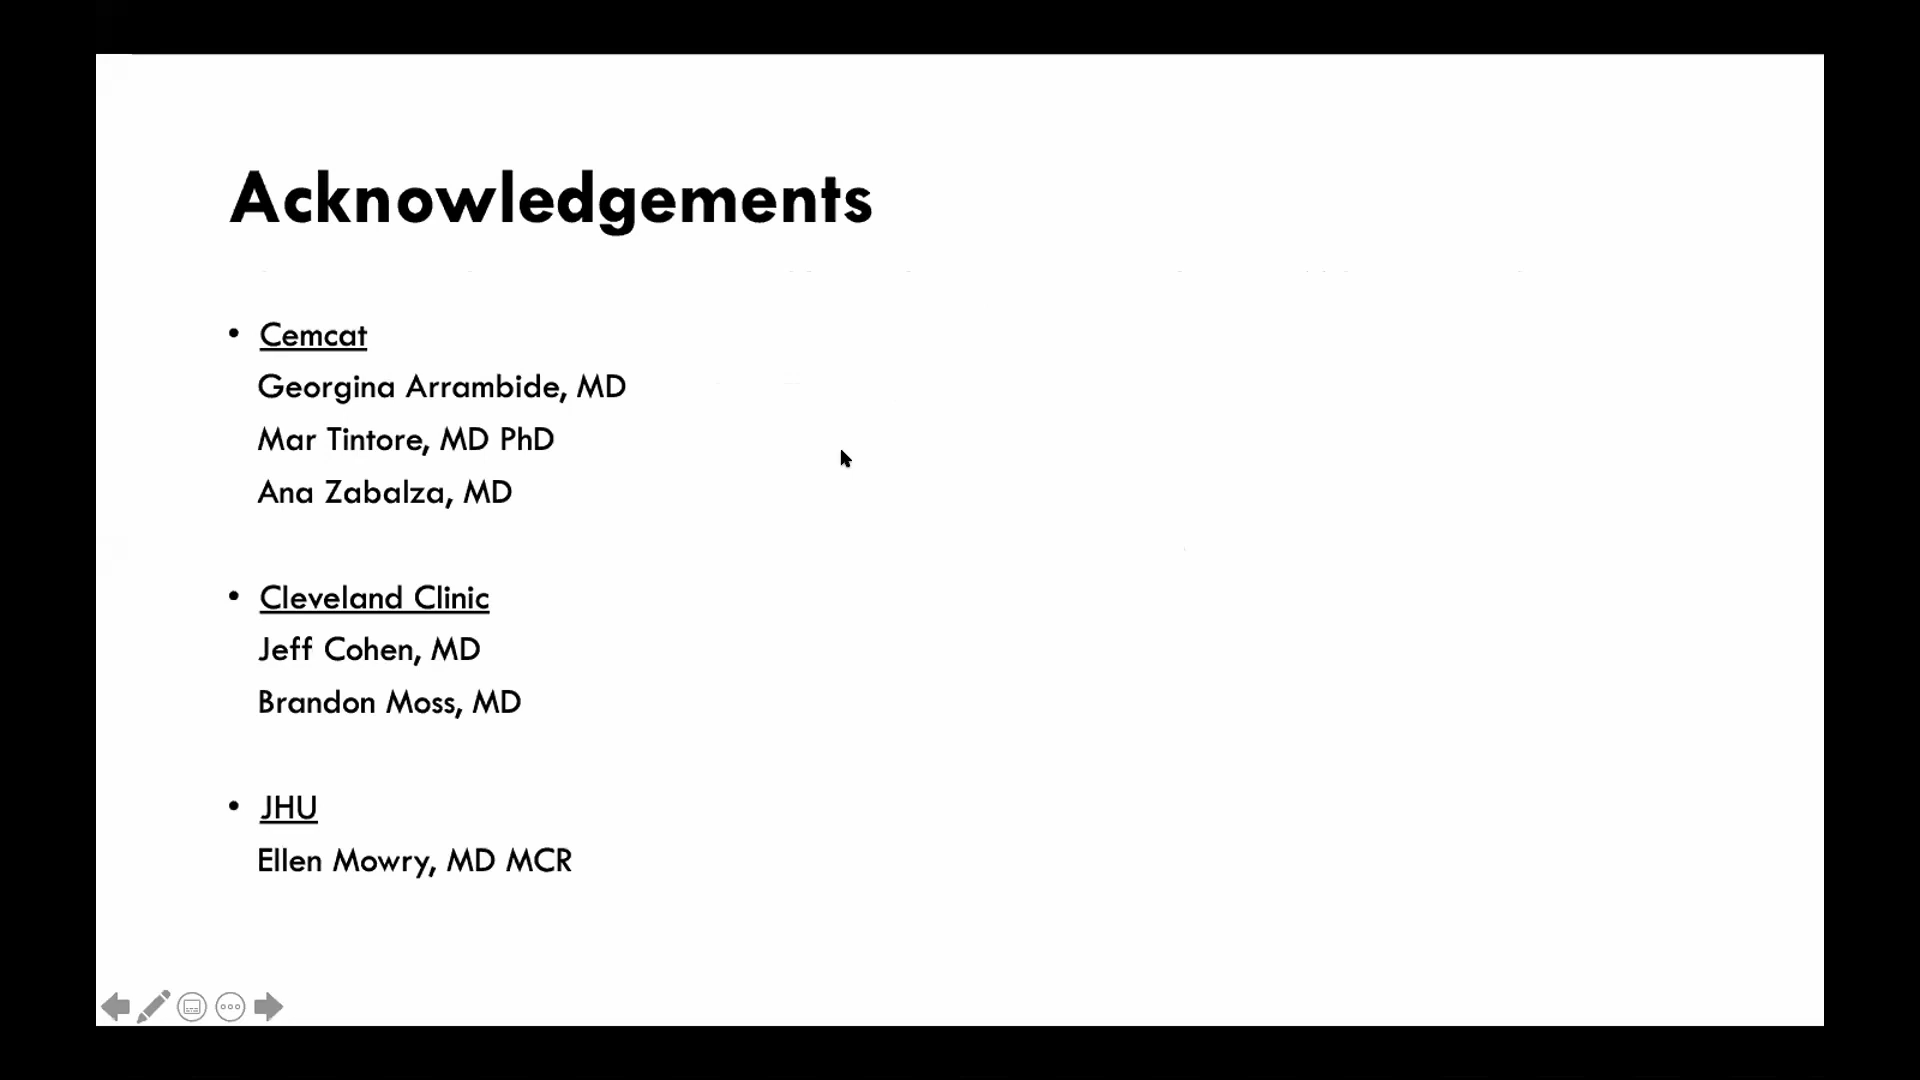 Acknowledgements
• Cemcat
Georgina Arrambide, MD
Mar Tintore, MD PhD
Ana Zabalza, MD
• Cleveland Clinic
Jeff Cohen, MD
Brandon Moss, MD
• JHU
Ellen Mowry, MD MCR